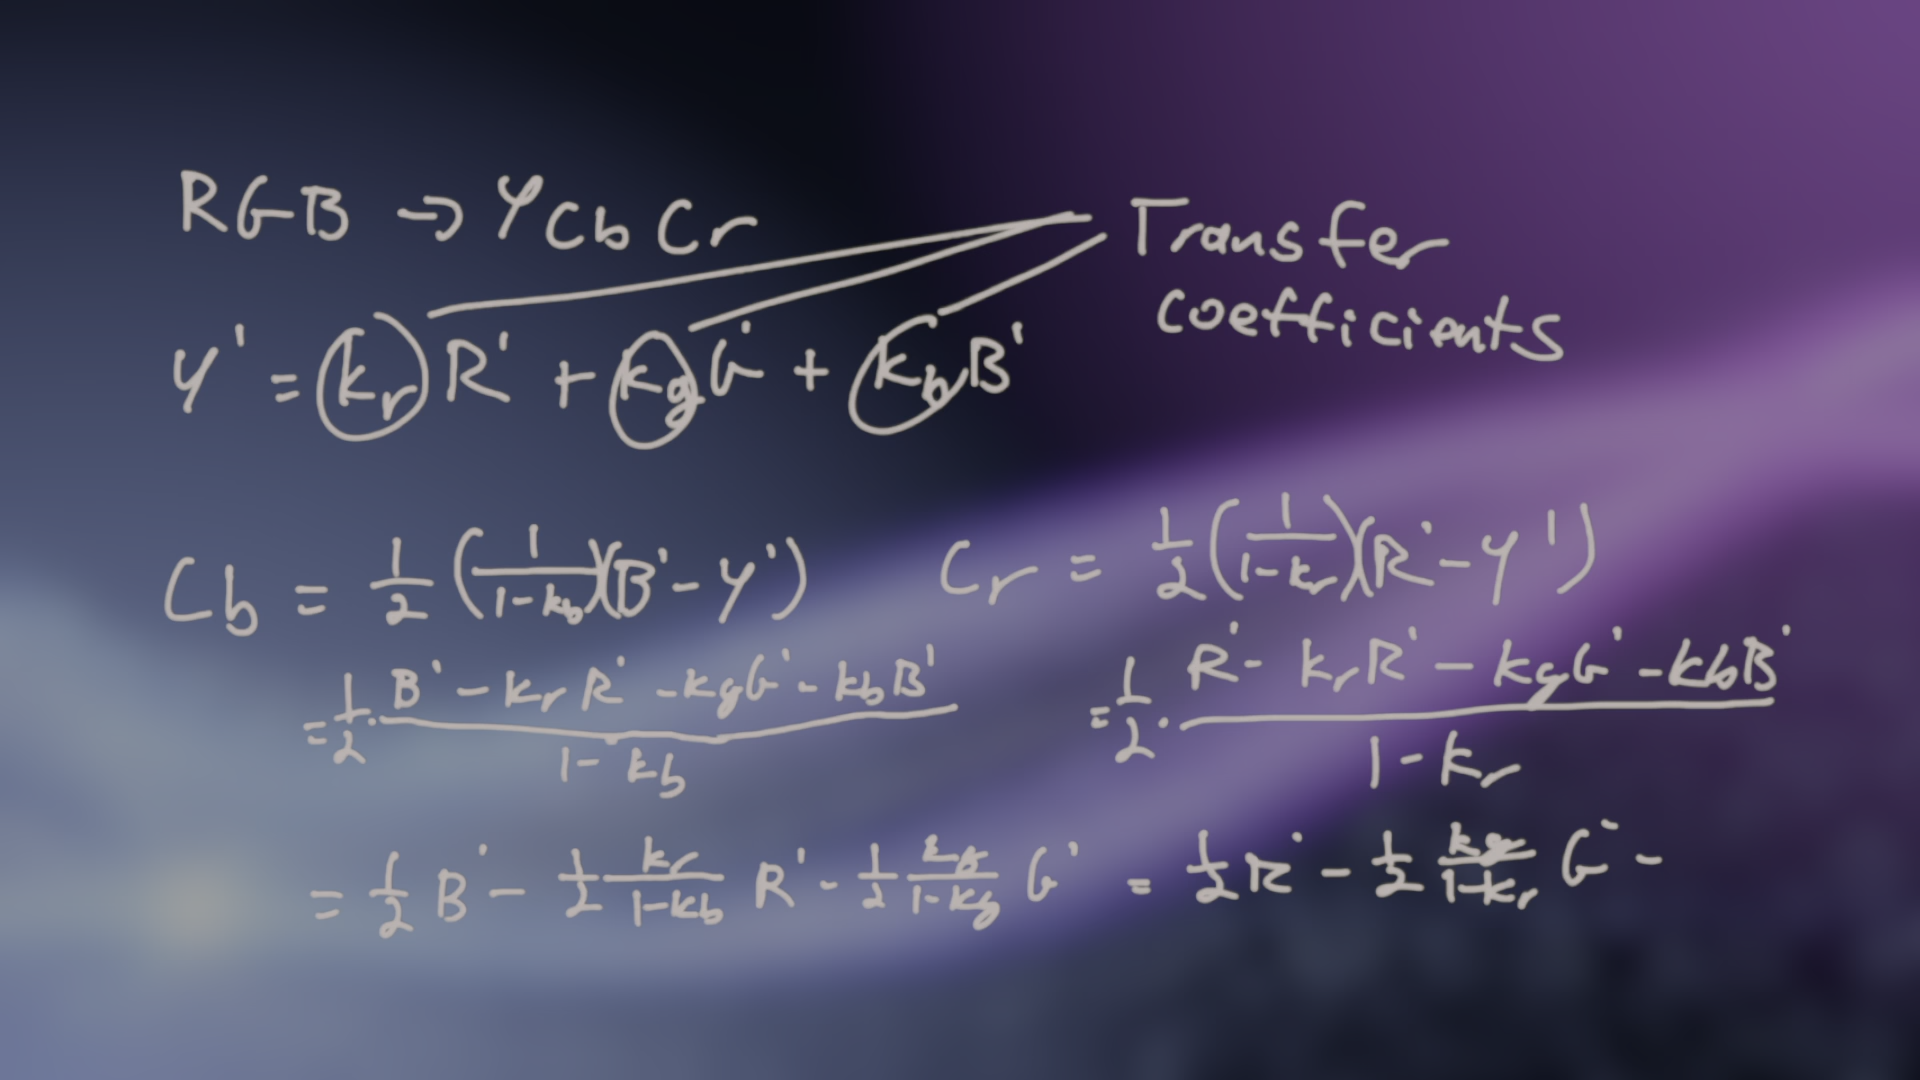 RGB → YCbCr
Transfer
coefficients
Y' = kr R' + kg G' + kb B'
Cb = 1/2 (1/(1-kb))(B' - Y')
= 1/2 · (B' - kr R' - kg G' - kb B')/(1 - kb)
= 1/2 B' - 1/2 kr/(1-kb) R' - 1/2 kg/(1-kg) G'
Cr = 1/2 (1/(1-kr))(R' - Y')
= 1/2 · (R' - kr R' - kg G' - kb B')/(1 - kr)
= 1/2 R' - 1/2 kg/(1-kr) G' -